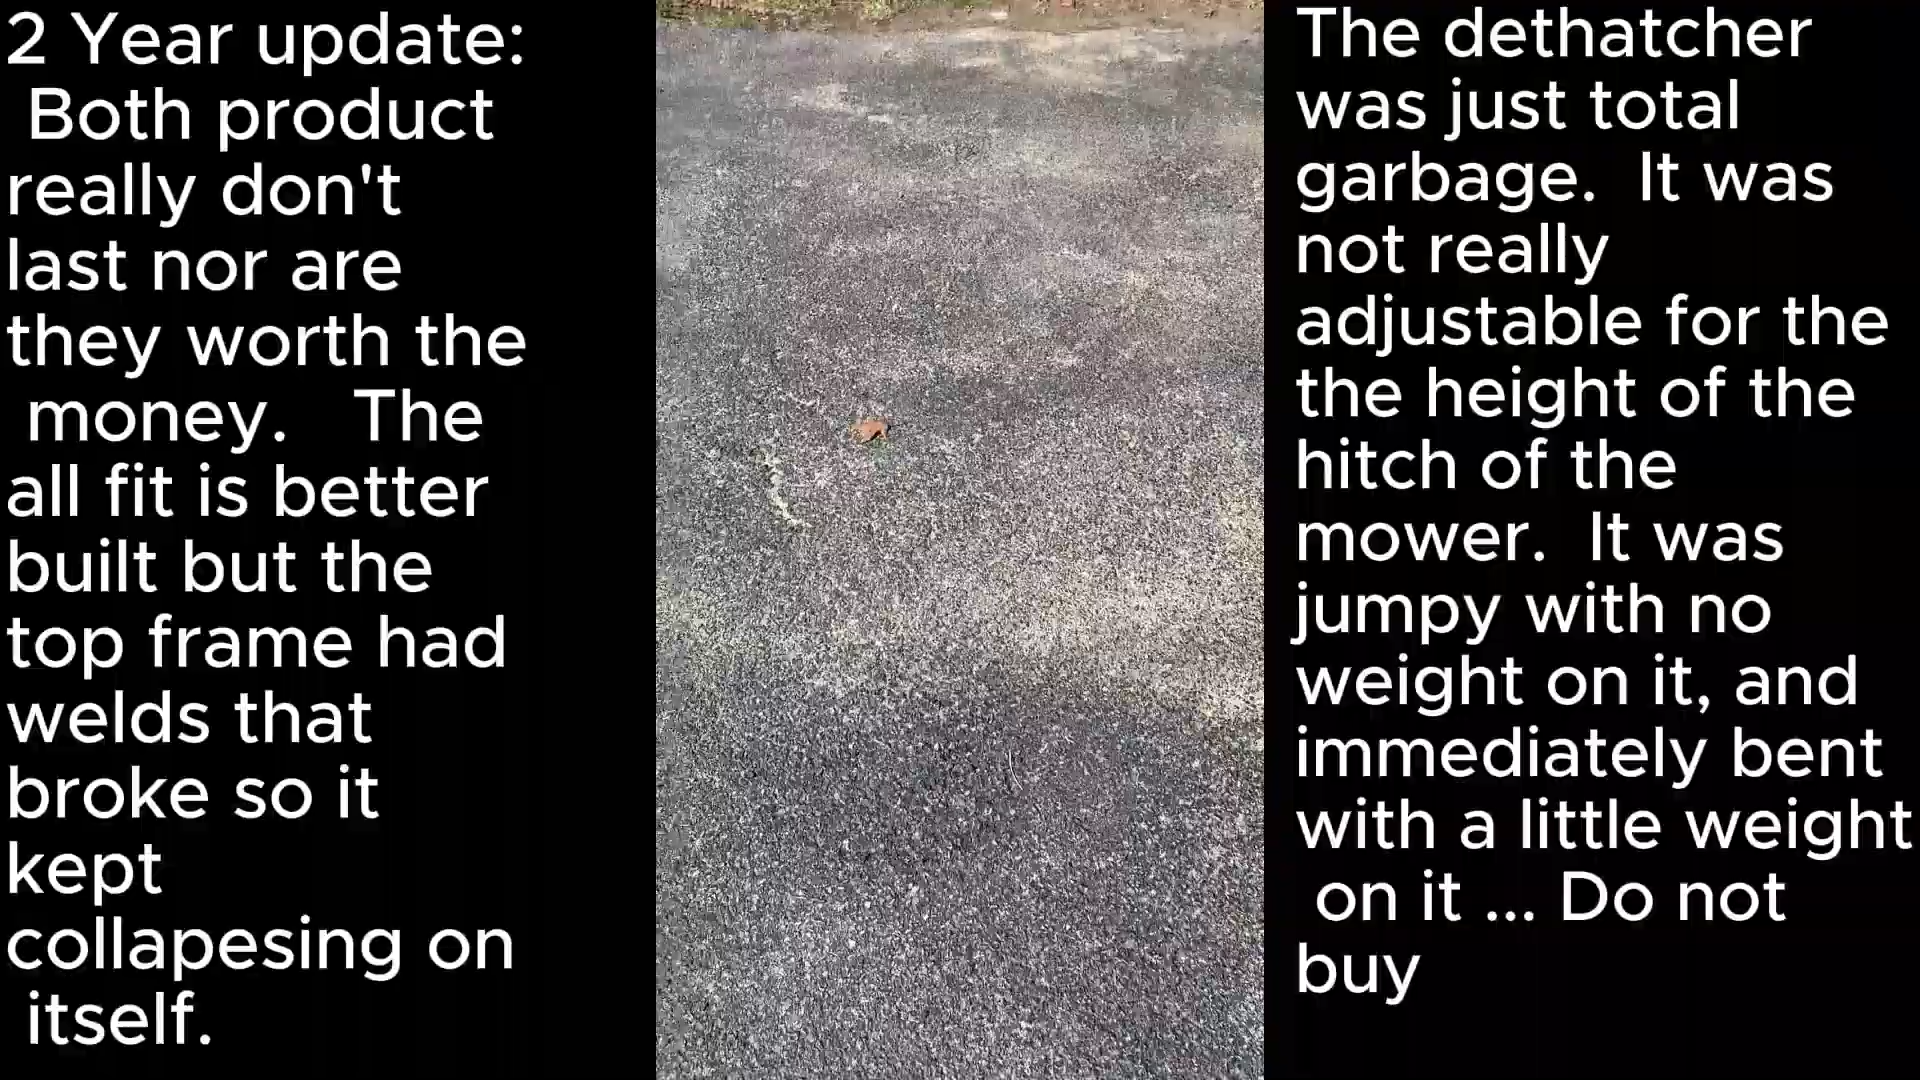 2 Year update:
Both product
really don't
last nor are
they worth the
money. The
all fit is better
built but the
top frame had
welds that
broke so it
kept
collapesing on
itself.
The dethatcher
was just total
garbage. It was
not really
adjustable for the
the height of the
hitch of the
mower. It was
jumpy with no
weight on it, and
immediately bent
with a little weight
on it ... Do not
buy